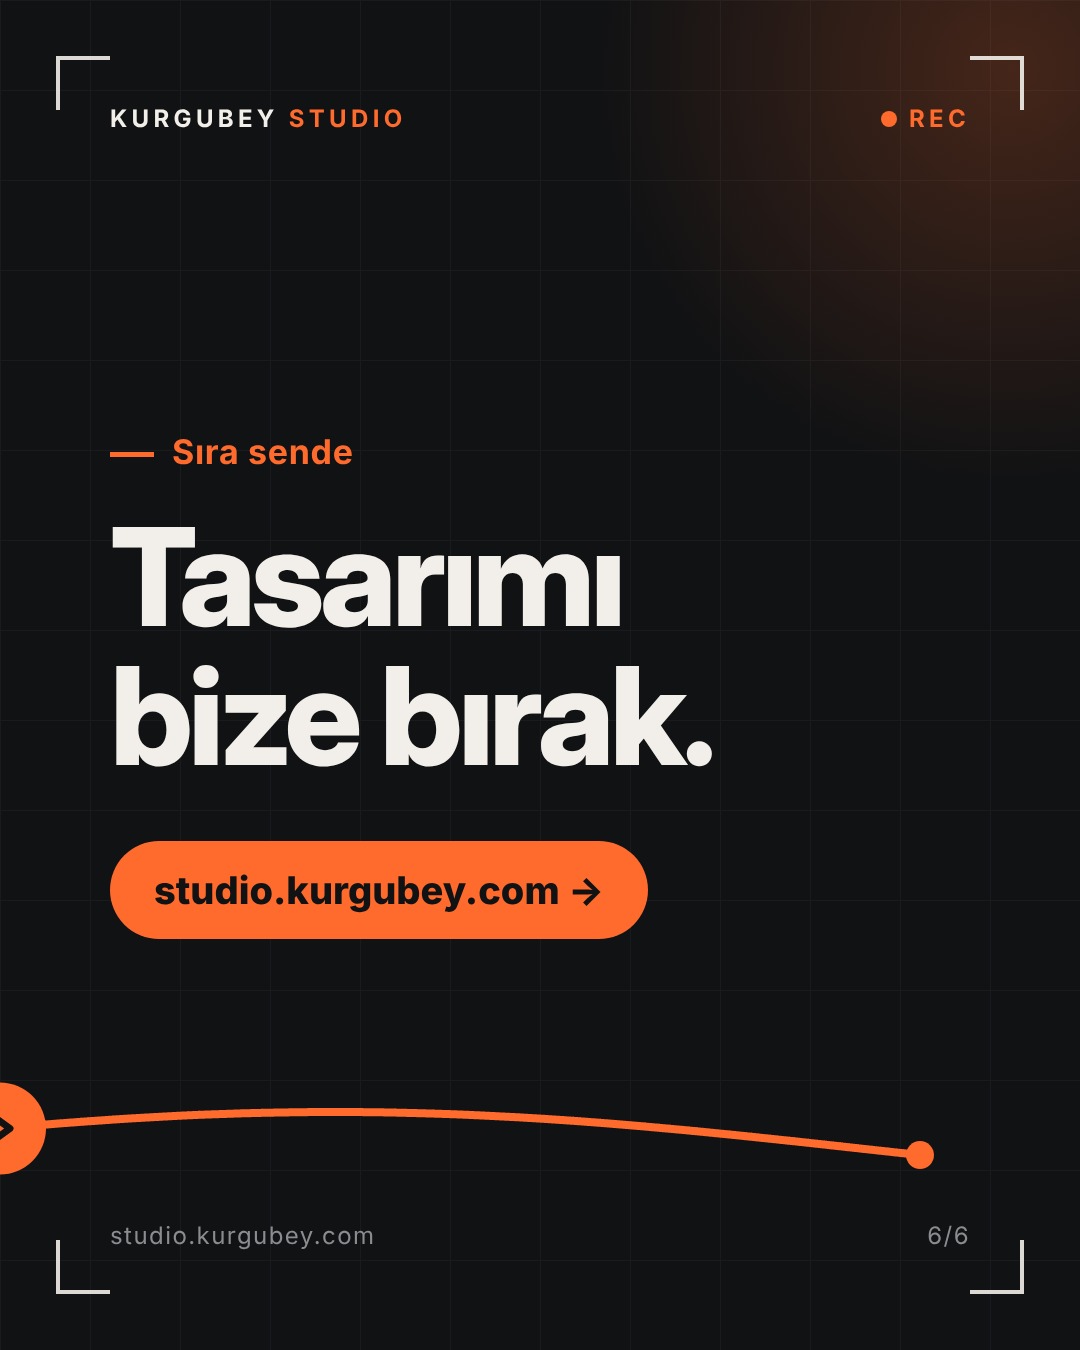 KURGUBEY STUDIO
REC
Sıra sende
Tasarımı
bize bırak.
studio.kurgubey.com →
studio.kurgubey.com
6/6